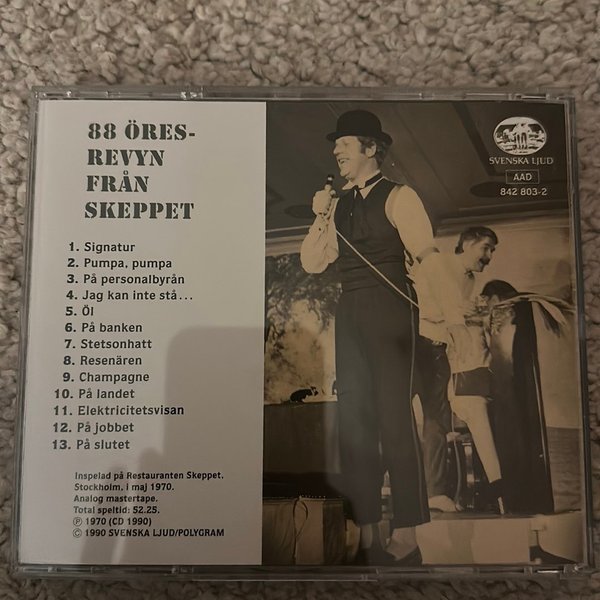 88 ÖRES-
REVYN
FRÅN
SKEPPET
1. Signatur
2. Pumpa, pumpa
3. På personalbyrån
4. Jag kan inte stå...
5. Öl
6. På banken
7. Stetsonhatt
8. Resenären
9. Champagne
10. På landet
11. Elektricitetsvisan
12. På jobbet
13. På slutet
Inspelad på Restauranten Skeppet.
Stockholm, i maj 1970.
Analog mastertape.
Total speltid: 52.25.
Ⓟ 1970 (CD 1990)
© 1990 SVENSKA LJUD/POLYGRAM
SVENSKA LJUD
AAD
842 803-2